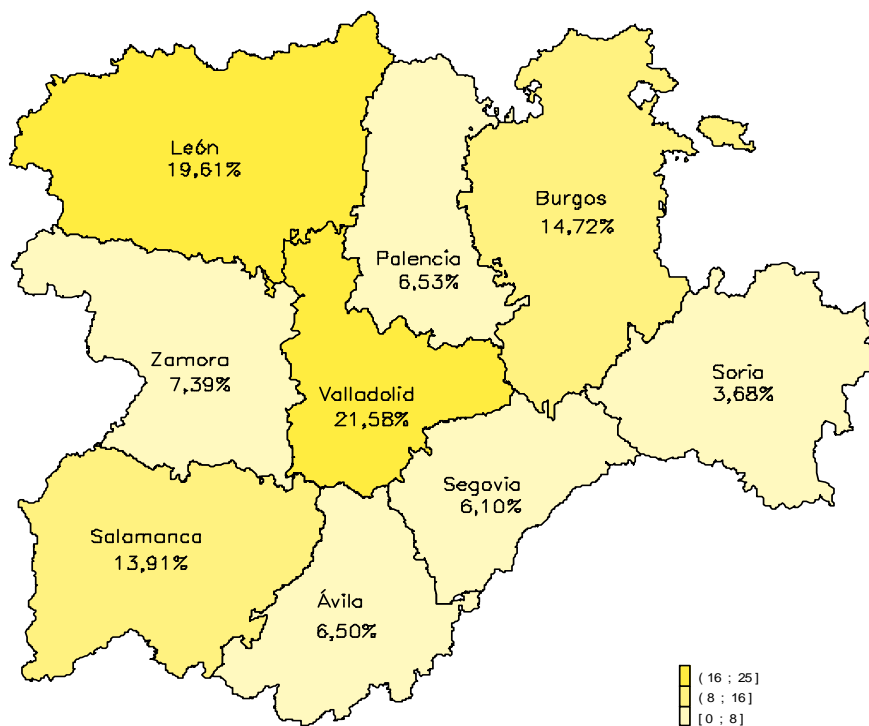 León
19,61%
Burgos
14,72%
Palencia
6,53%
Zamora
7,39%
Valladolid
21,58%
Soria
3,68%
Segovia
6,10%
Salamanca
13,91%
Ávila
6,50%
( 16 ; 25 ]
( 8 ; 16 ]
[ 0 ; 8 ]